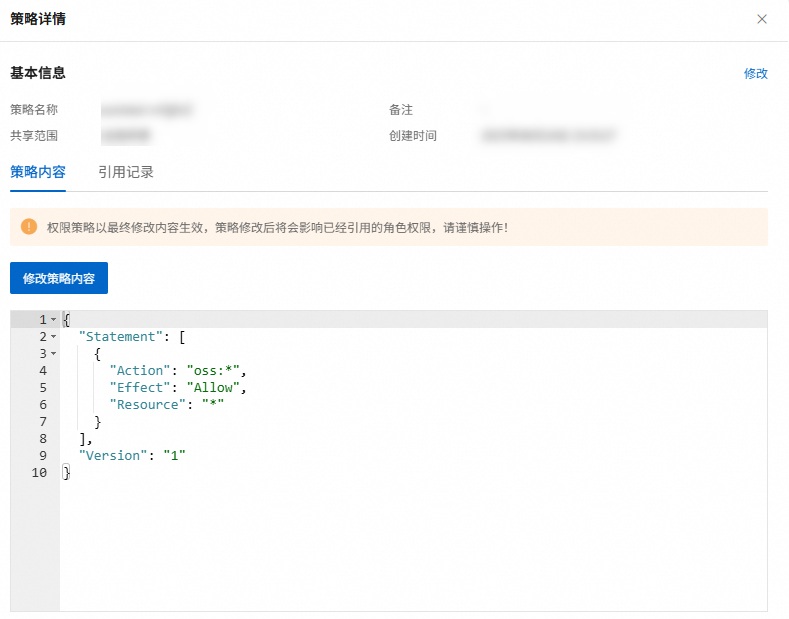 策略详情
基本信息
修改
策略名称
备注
共享范围
创建时间
策略内容 引用记录
权限策略以最终修改内容生效，策略修改后将会影响已经引用的角色权限，请谨慎操作！
修改策略内容
1 {
2 "Statement": [
3 {
4 "Action": "oss:*",
5 "Effect": "Allow",
6 "Resource": "*"
7 }
8 ],
9 "Version": "1"
10 }